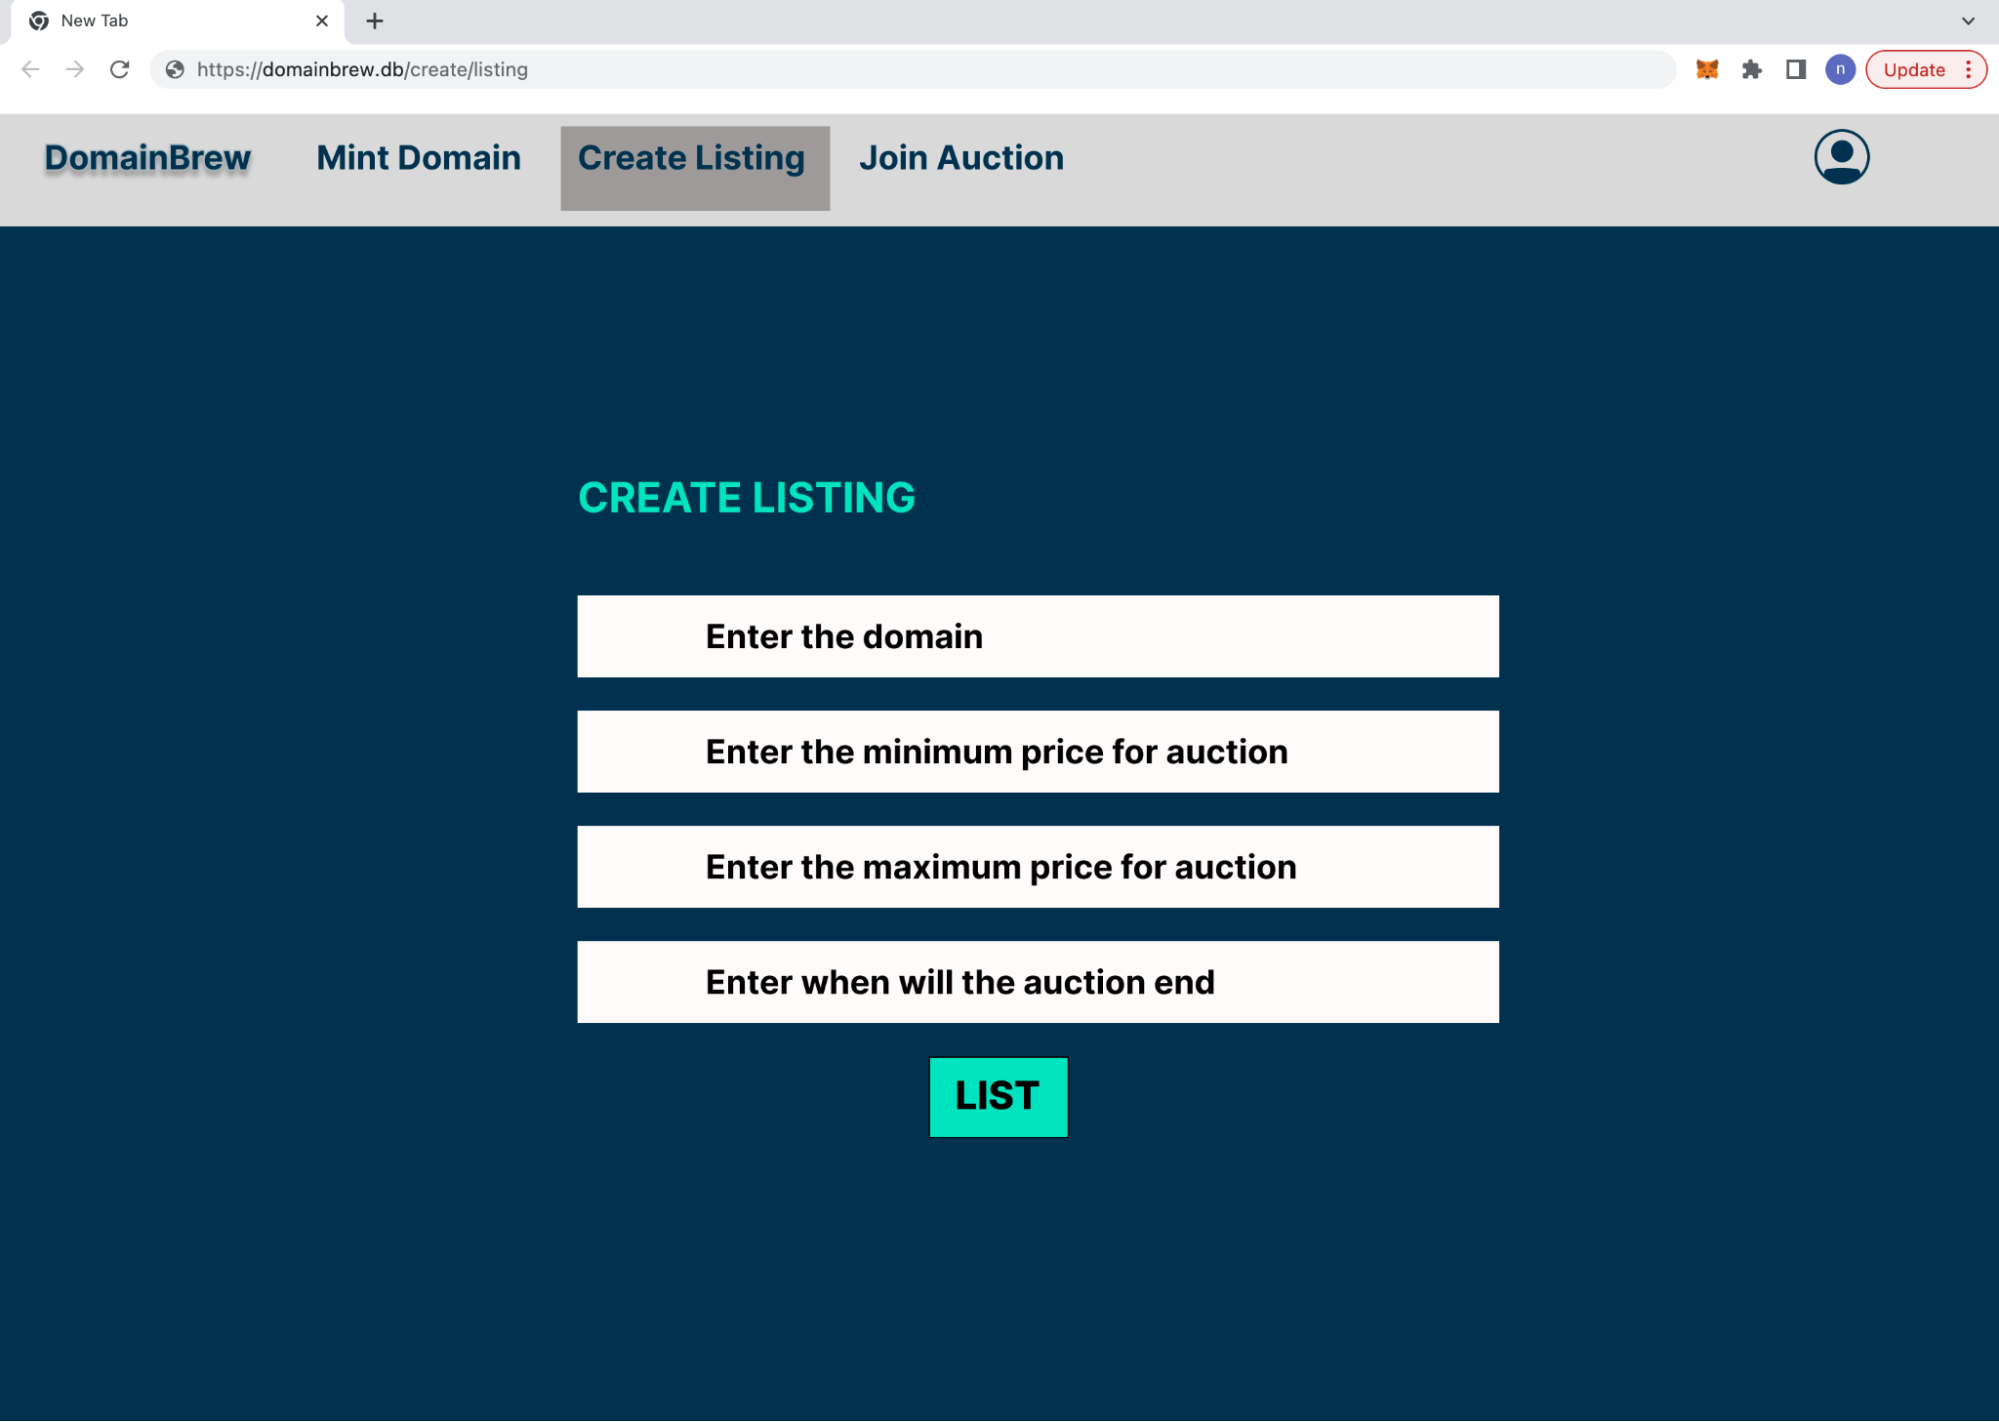 New Tab
https://domainbrew.db/create/listing
n
Update
DomainBrew Mint Domain Create Listing Join Auction
CREATE LISTING
Enter the domain
Enter the minimum price for auction
Enter the maximum price for auction
Enter when will the auction end
LIST